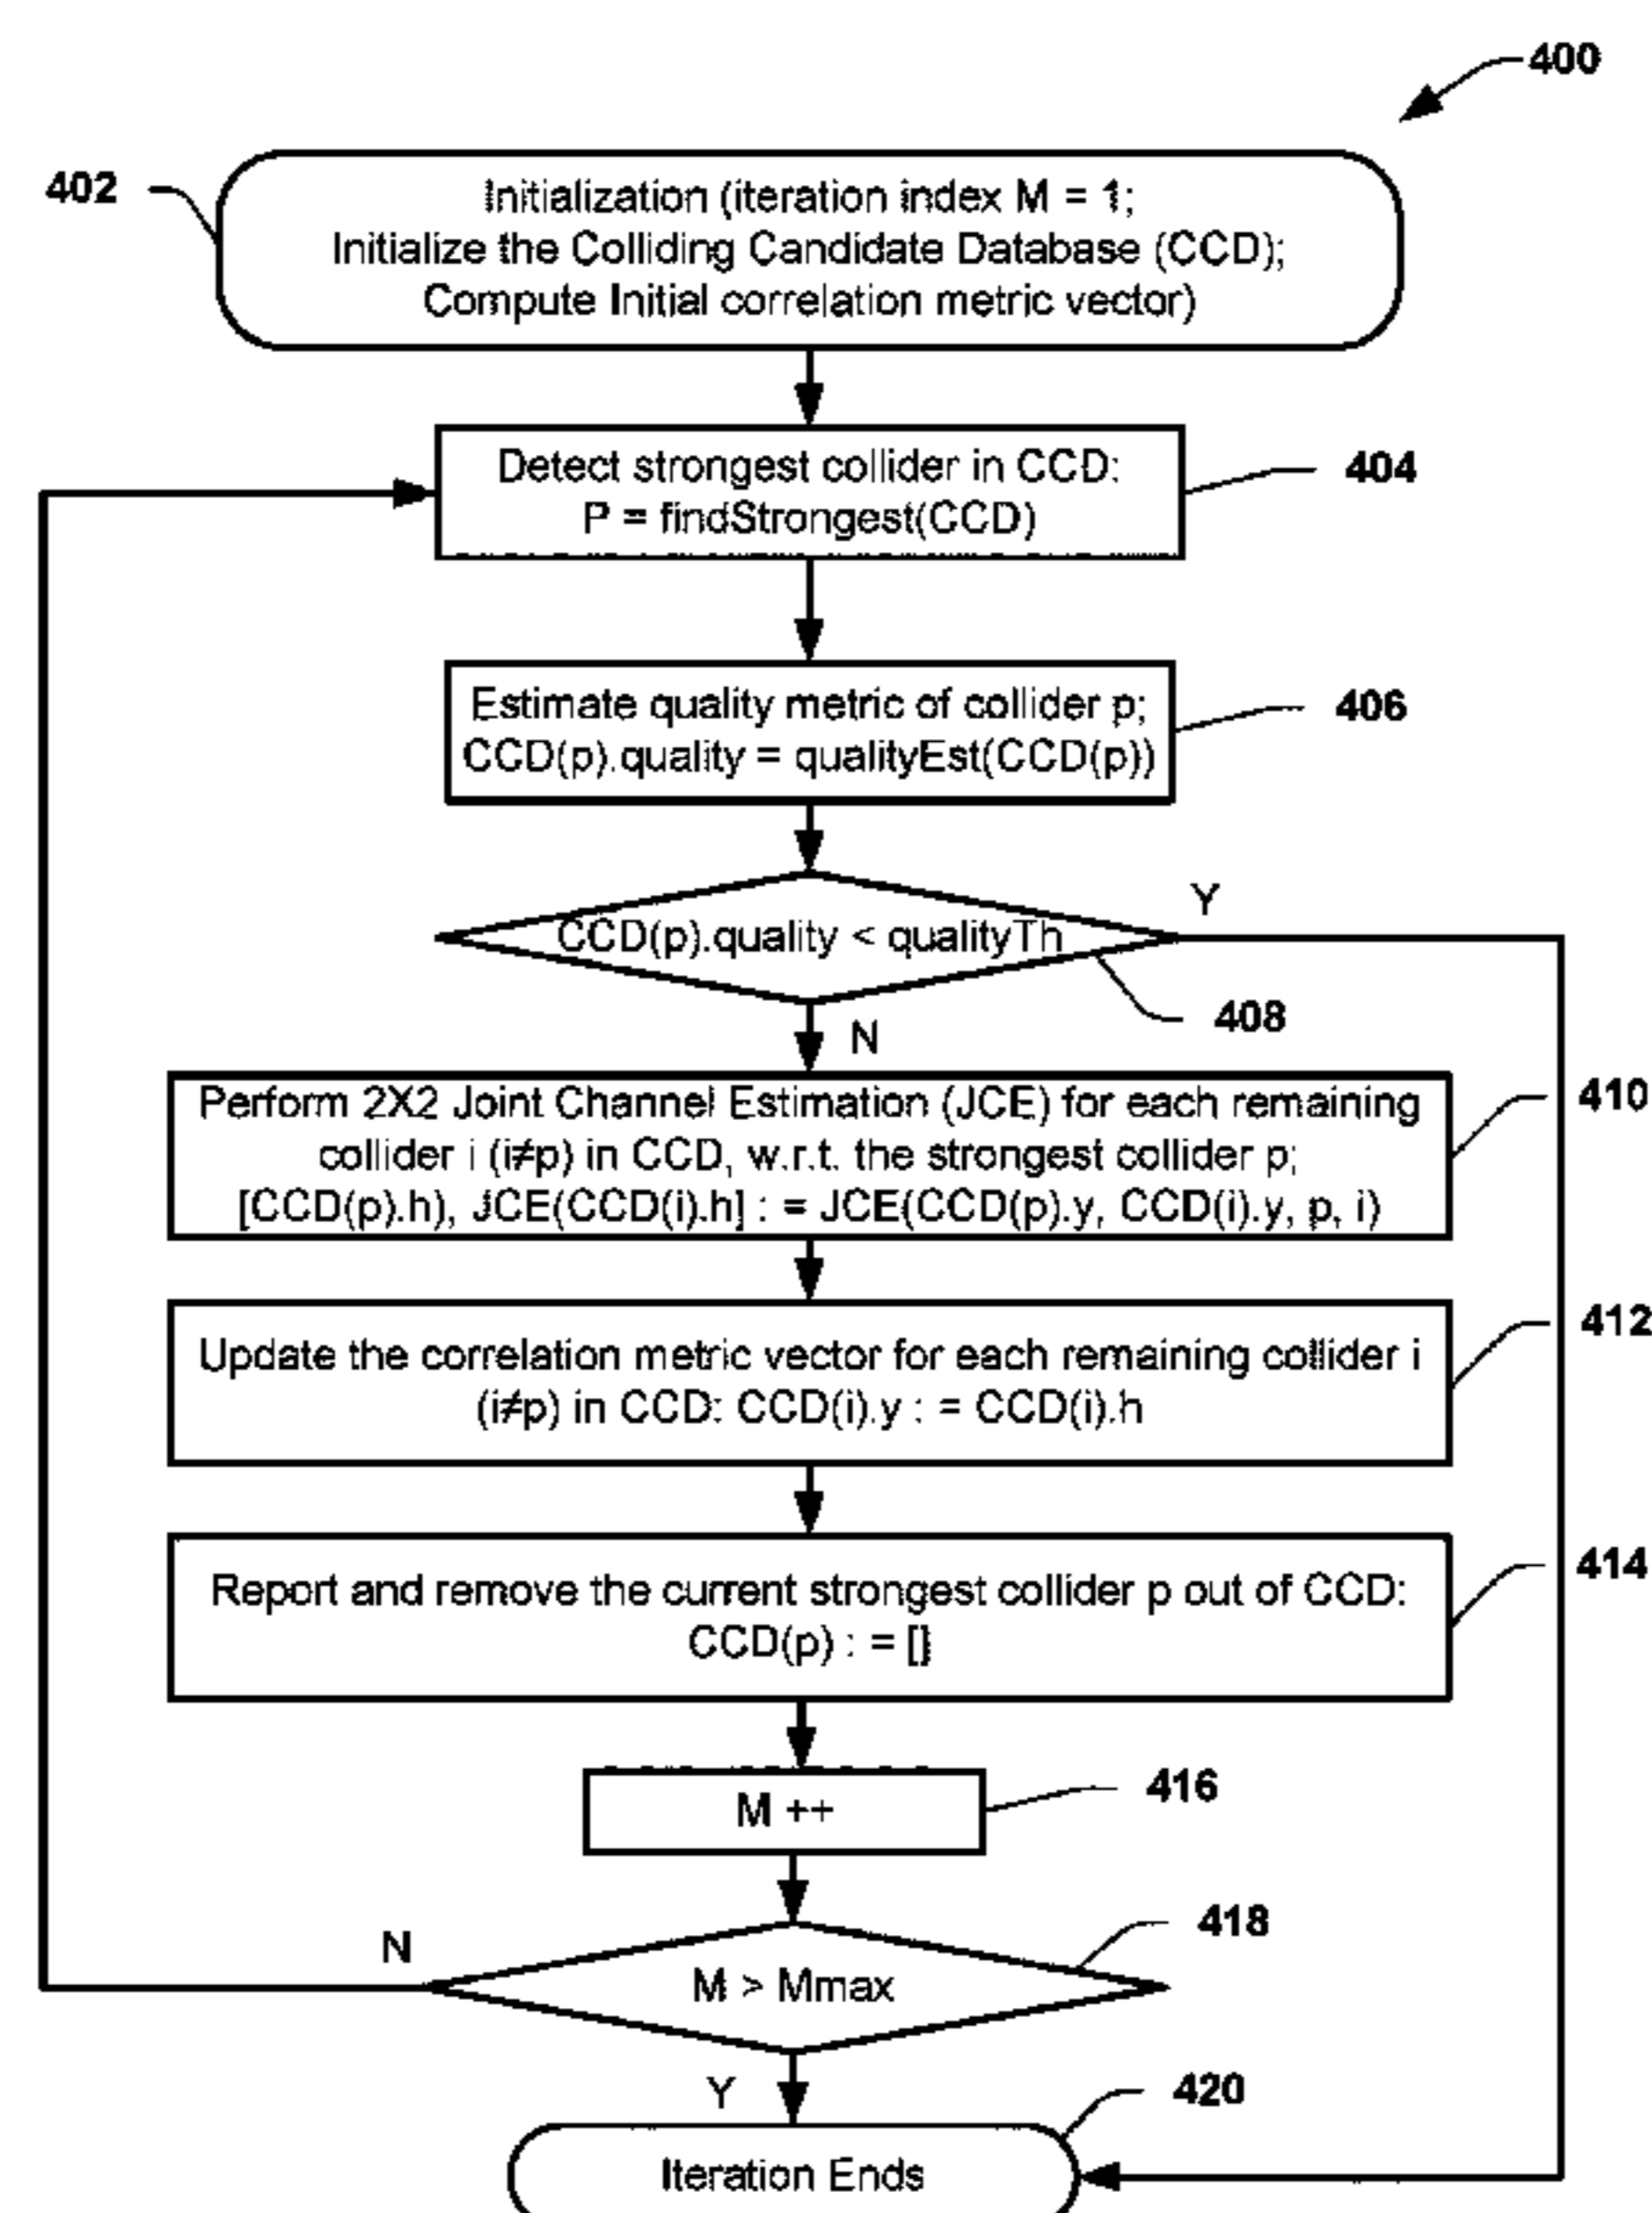 400
402
Initialization (iteration index M = 1;
Initialize the Colliding Candidate Database (CCD);
Compute Initial correlation metric vector)
Detect strongest collider in CCD:
P = findStrongest(CCD)
404
Estimate quality metric of collider p;
CCD(p).quality = qualityEst(CCD(p))
406
CCD(p).quality < qualityTh
Y
408
N
Perform 2X2 Joint Channel Estimation (JCE) for each remaining
collider i (i≠p) in CCD, w.r.t. the strongest collider p;
[CCD(p).h), JCE(CCD(i).h] : = JCE(CCD(p).y, CCD(i).y, p, i)
410
Update the correlation metric vector for each remaining collider i
(i≠p) in CCD: CCD(i).y : = CCD(i).h
412
Report and remove the current strongest collider p out of CCD:
CCD(p) : = []
414
M ++
416
418
N
M > Mmax
Y
420
Iteration Ends